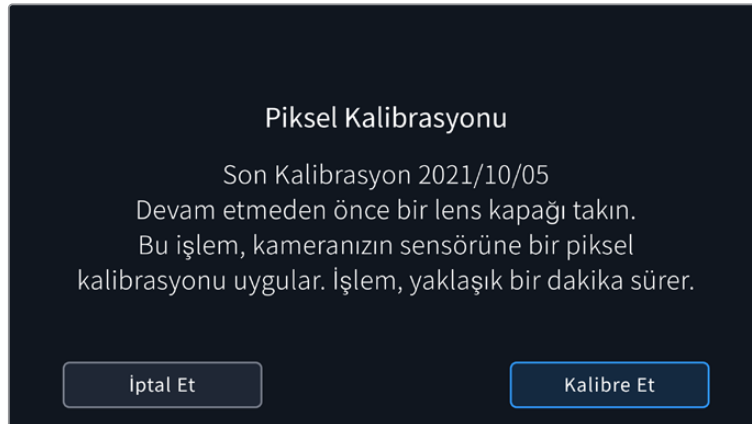 Piksel Kalibrasyonu
Son Kalibrasyon 2021/10/05
Devam etmeden önce bir lens kapağı takın.
Bu işlem, kameranızın sensörüne bir piksel
kalibrasyonu uygular. İşlem, yaklaşık bir dakika sürer.
İptal Et
Kalibre Et